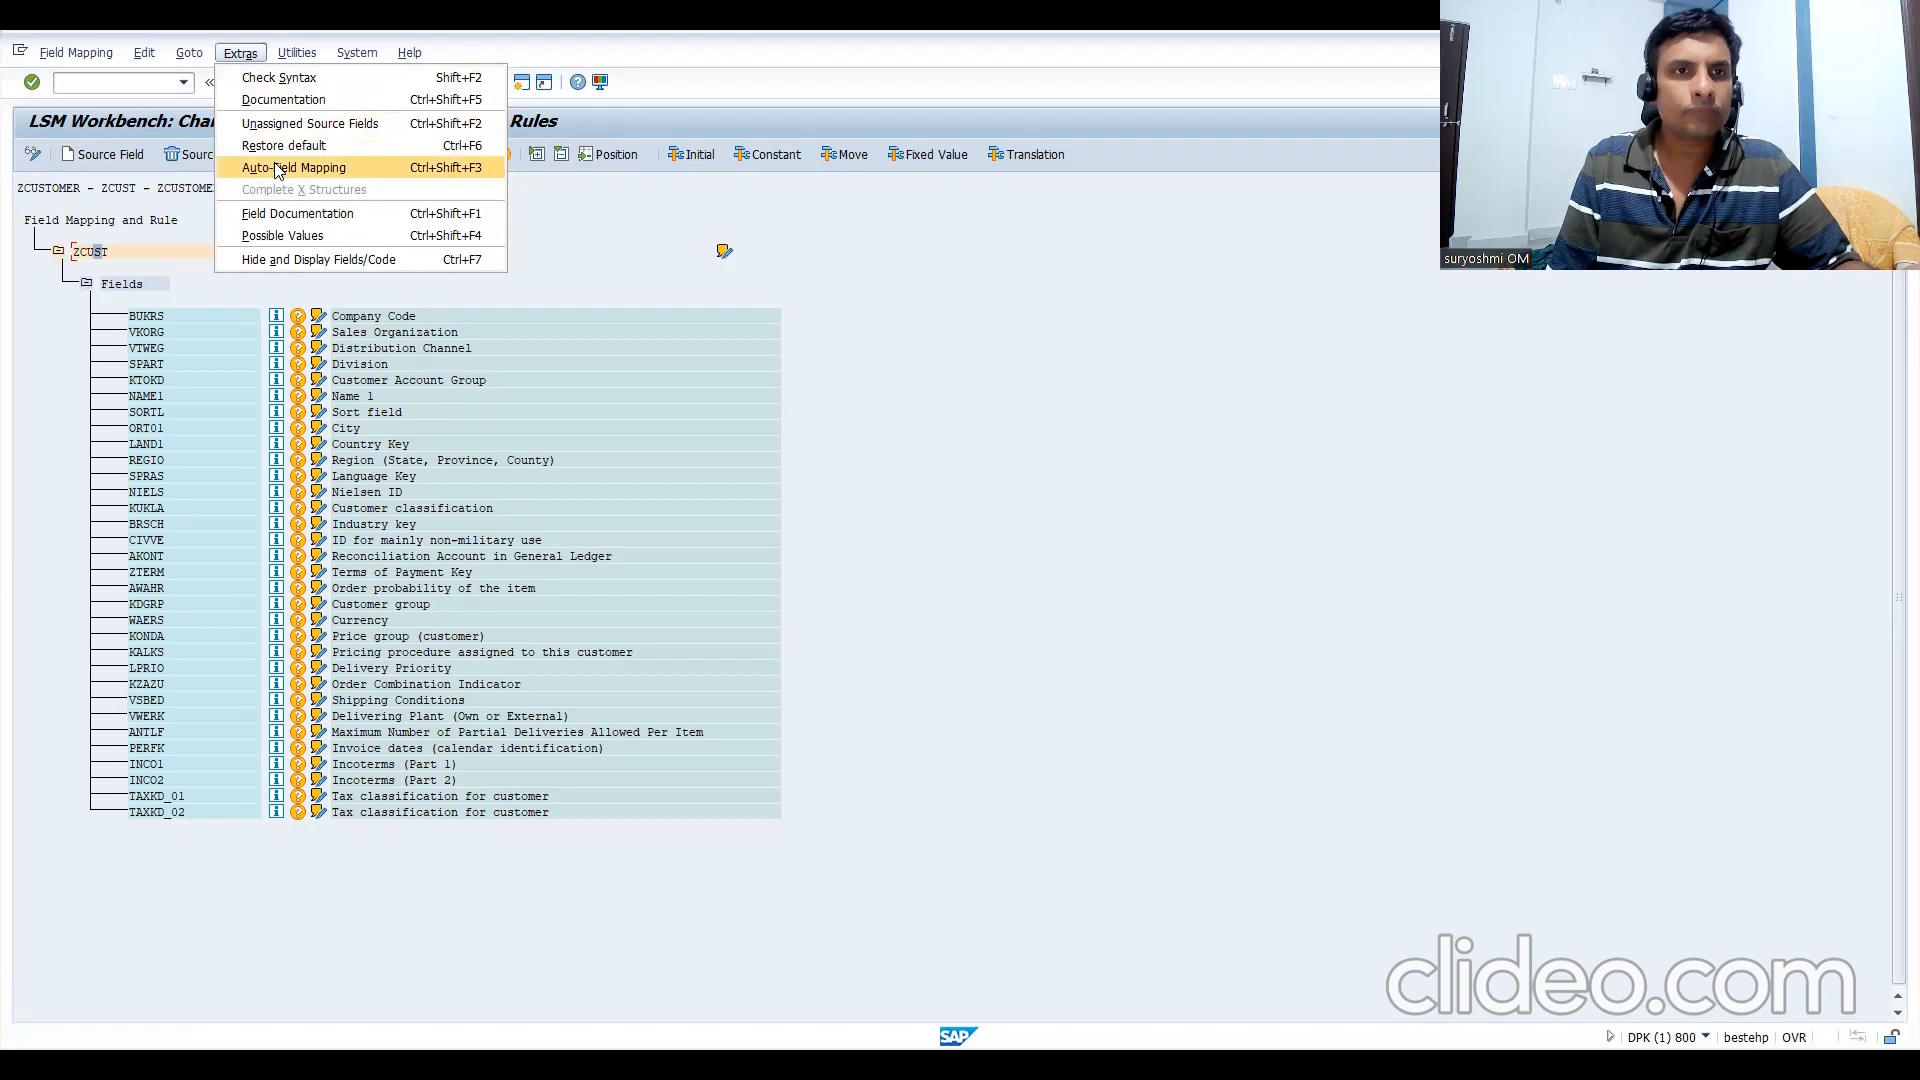 Field Mapping Edit Goto Extras Utilities System Help
Check Syntax Shift+F2
Documentation Ctrl+Shift+F5
Unassigned Source Fields Ctrl+Shift+F2
Restore default Ctrl+F6
Auto-Field Mapping Ctrl+Shift+F3
Complete X Structures
Field Documentation Ctrl+Shift+F1
Possible Values Ctrl+Shift+F4
Hide and Display Fields/Code Ctrl+F7
LSM Workbench: Chan Rules
Source Field Sourc Position Initial Constant Move Fixed Value Translation
ZCUSTOMER - ZCUST - ZCUSTOME
Field Mapping and Rule
ZCUST
Fields
BUKRS Company Code
VKORG Sales Organization
VTWEG Distribution Channel
SPART Division
KTOKD Customer Account Group
NAME1 Name 1
SORTL Sort field
ORT01 City
LAND1 Country Key
REGIO Region (State, Province, County)
SPRAS Language Key
NIELS Nielsen ID
KUKLA Customer classification
BRSCH Industry key
CIVVE ID for mainly non-military use
AKONT Reconciliation Account in General Ledger
ZTERM Terms of Payment Key
AWAHR Order probability of the item
KDGRP Customer group
WAERS Currency
KONDA Price group (customer)
KALKS Pricing procedure assigned to this customer
LPRIO Delivery Priority
KZAZU Order Combination Indicator
VSBED Shipping Conditions
VWERK Delivering Plant (Own or External)
ANTLF Maximum Number of Partial Deliveries Allowed Per Item
PERFK Invoice dates (calendar identification)
INCO1 Incoterms (Part 1)
INCO2 Incoterms (Part 2)
TAXKD_01 Tax classification for customer
TAXKD_02 Tax classification for customer
suryoshmi OM
clideo.com
SAP
DPK (1) 800 bestehp OVR